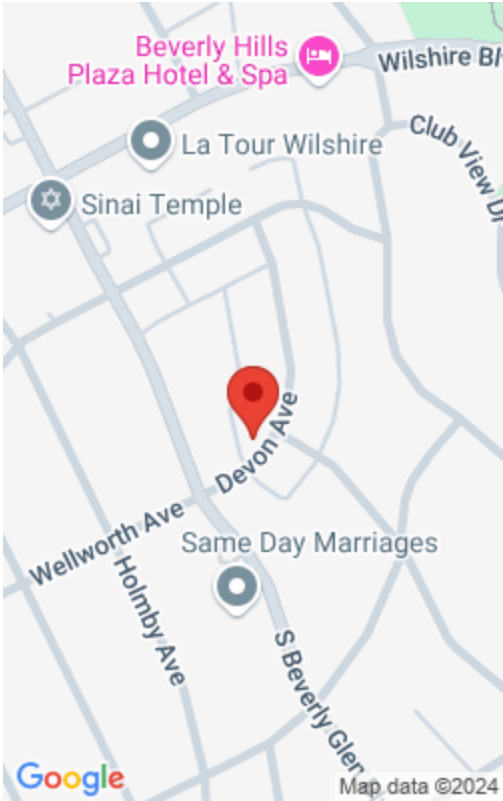 Beverly Hills
Plaza Hotel & Spa
Wilshire Bl
Club View Dr
La Tour Wilshire
Sinai Temple
Devon Ave
Wellworth Ave
Same Day Marriages
Holmby Ave
S Beverly Glen
Google
Map data ©2024